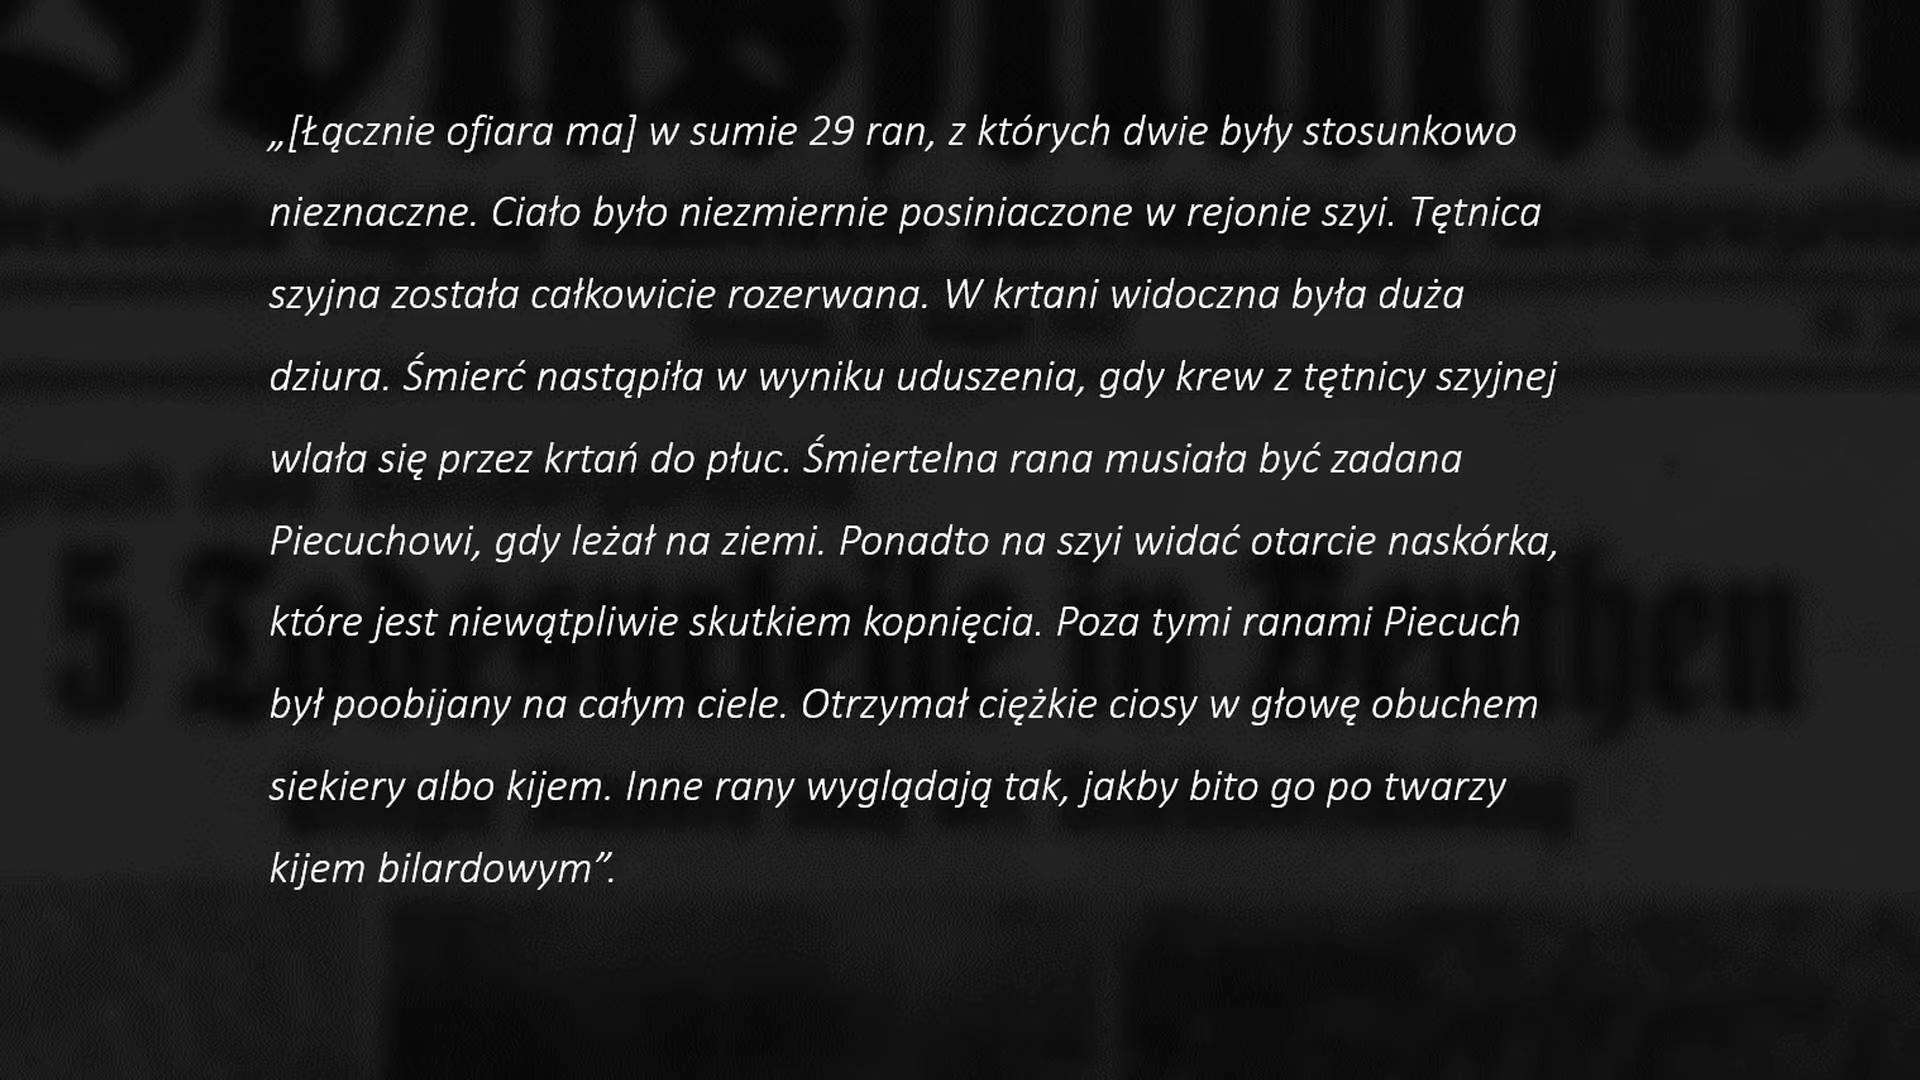 „[Łącznie ofiara ma] w sumie 29 ran, z których dwie były stosunkowo
nieznaczne. Ciało było niezmiernie posiniaczone w rejonie szyi. Tętnica
szyjna została całkowicie rozerwana. W krtani widoczna była duża
dziura. Śmierć nastąpiła w wyniku uduszenia, gdy krew z tętnicy szyjnej
wlała się przez krtań do płuc. Śmiertelna rana musiała być zadana
Piecuchowi, gdy leżał na ziemi. Ponadto na szyi widać otarcie naskórka,
które jest niewątpliwie skutkiem kopnięcia. Poza tymi ranami Piecuch
był poobijany na całym ciele. Otrzymał ciężkie ciosy w głowę obuchem
siekiery albo kijem. Inne rany wyglądają tak, jakby bito go po twarzy
kijem bilardowym”.
5 Todesurteile in Beuthen